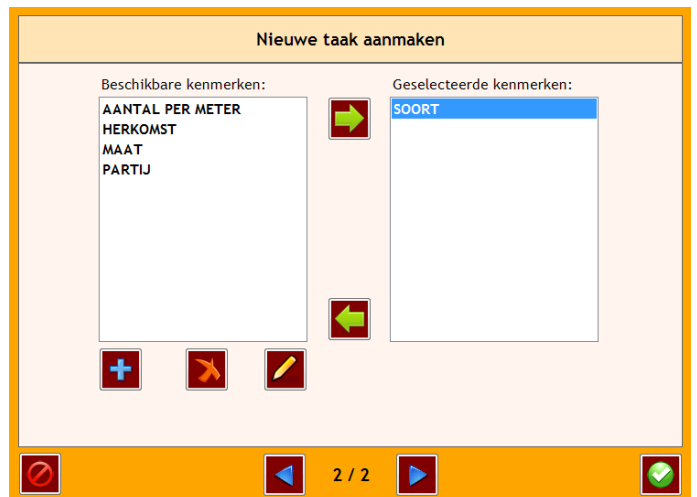 Nieuwe taak aanmaken
Beschikbare kenmerken:
AANTAL PER METER
HERKOMST
MAAT
PARTIJ
Geselecteerde kenmerken:
SOORT
2 / 2